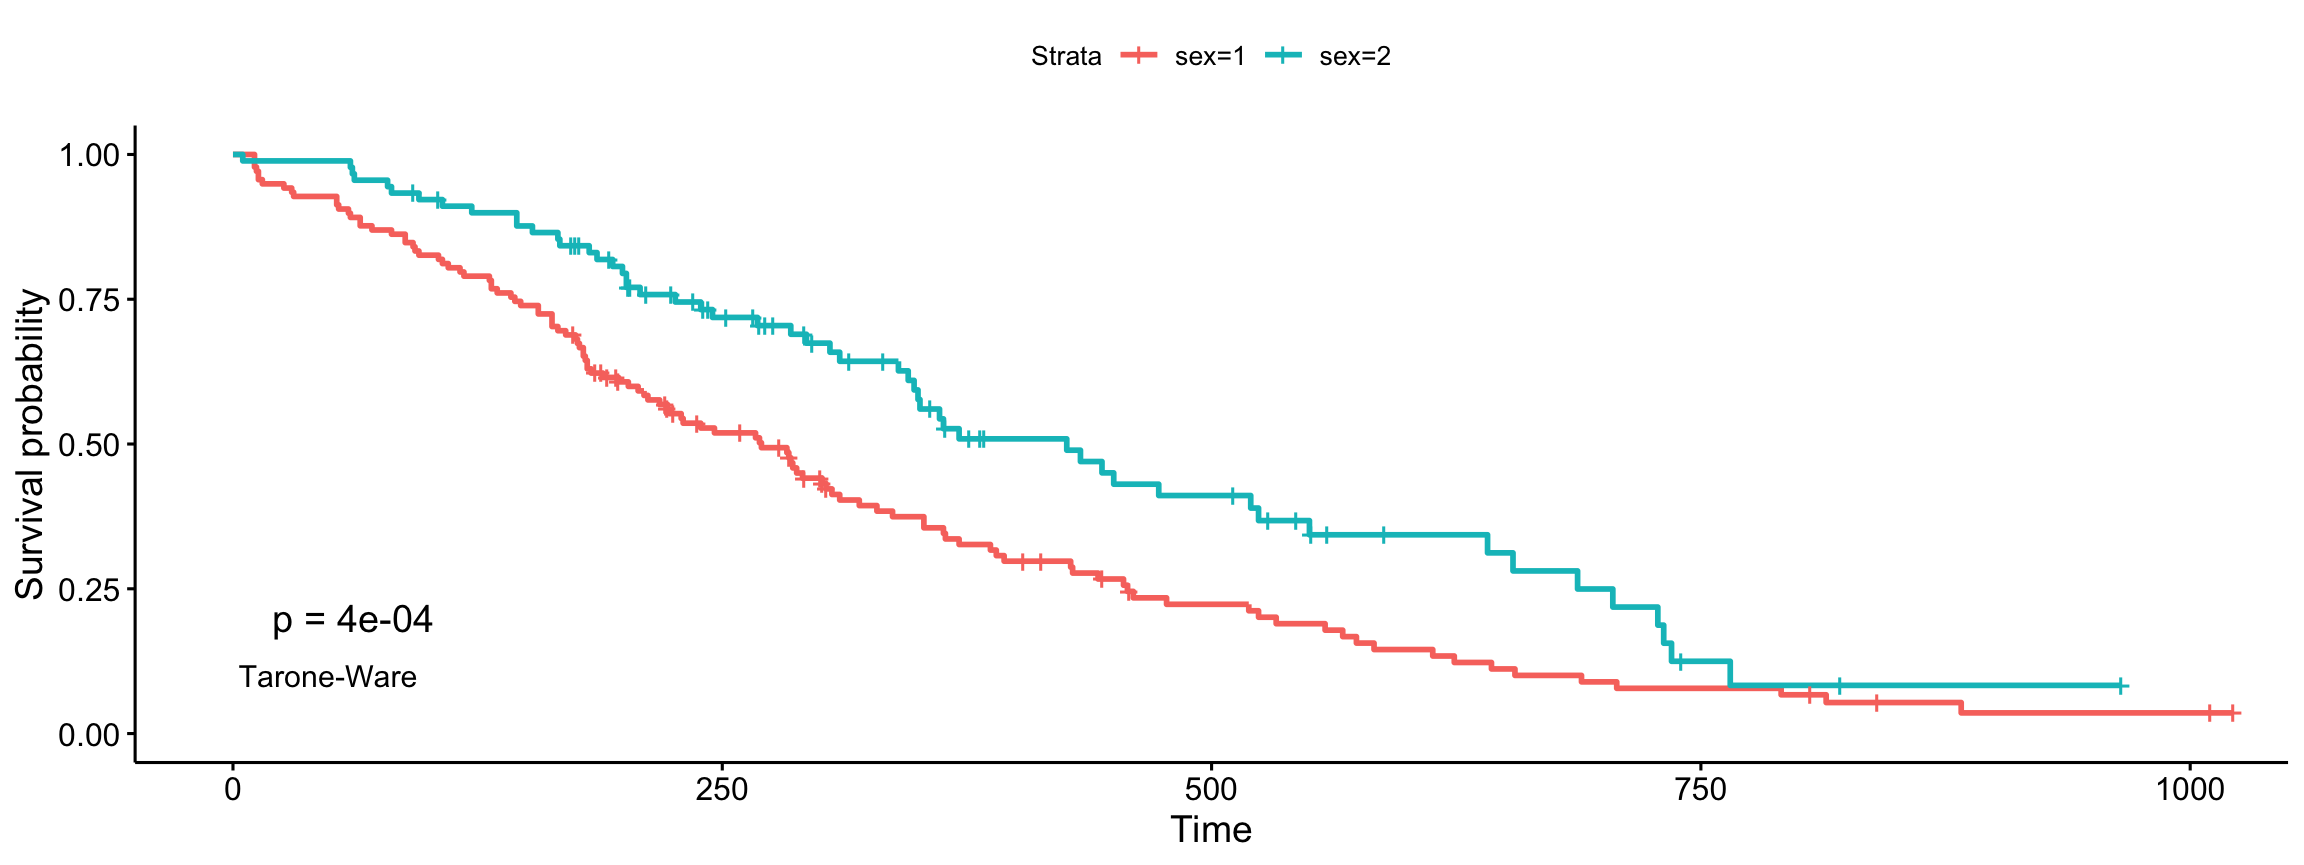 Strata sex=1 sex=2
Survival probability
1.00
0.75
0.50
0.25
0.00
p = 4e-04
Tarone-Ware
0 250 500 750 1000
Time